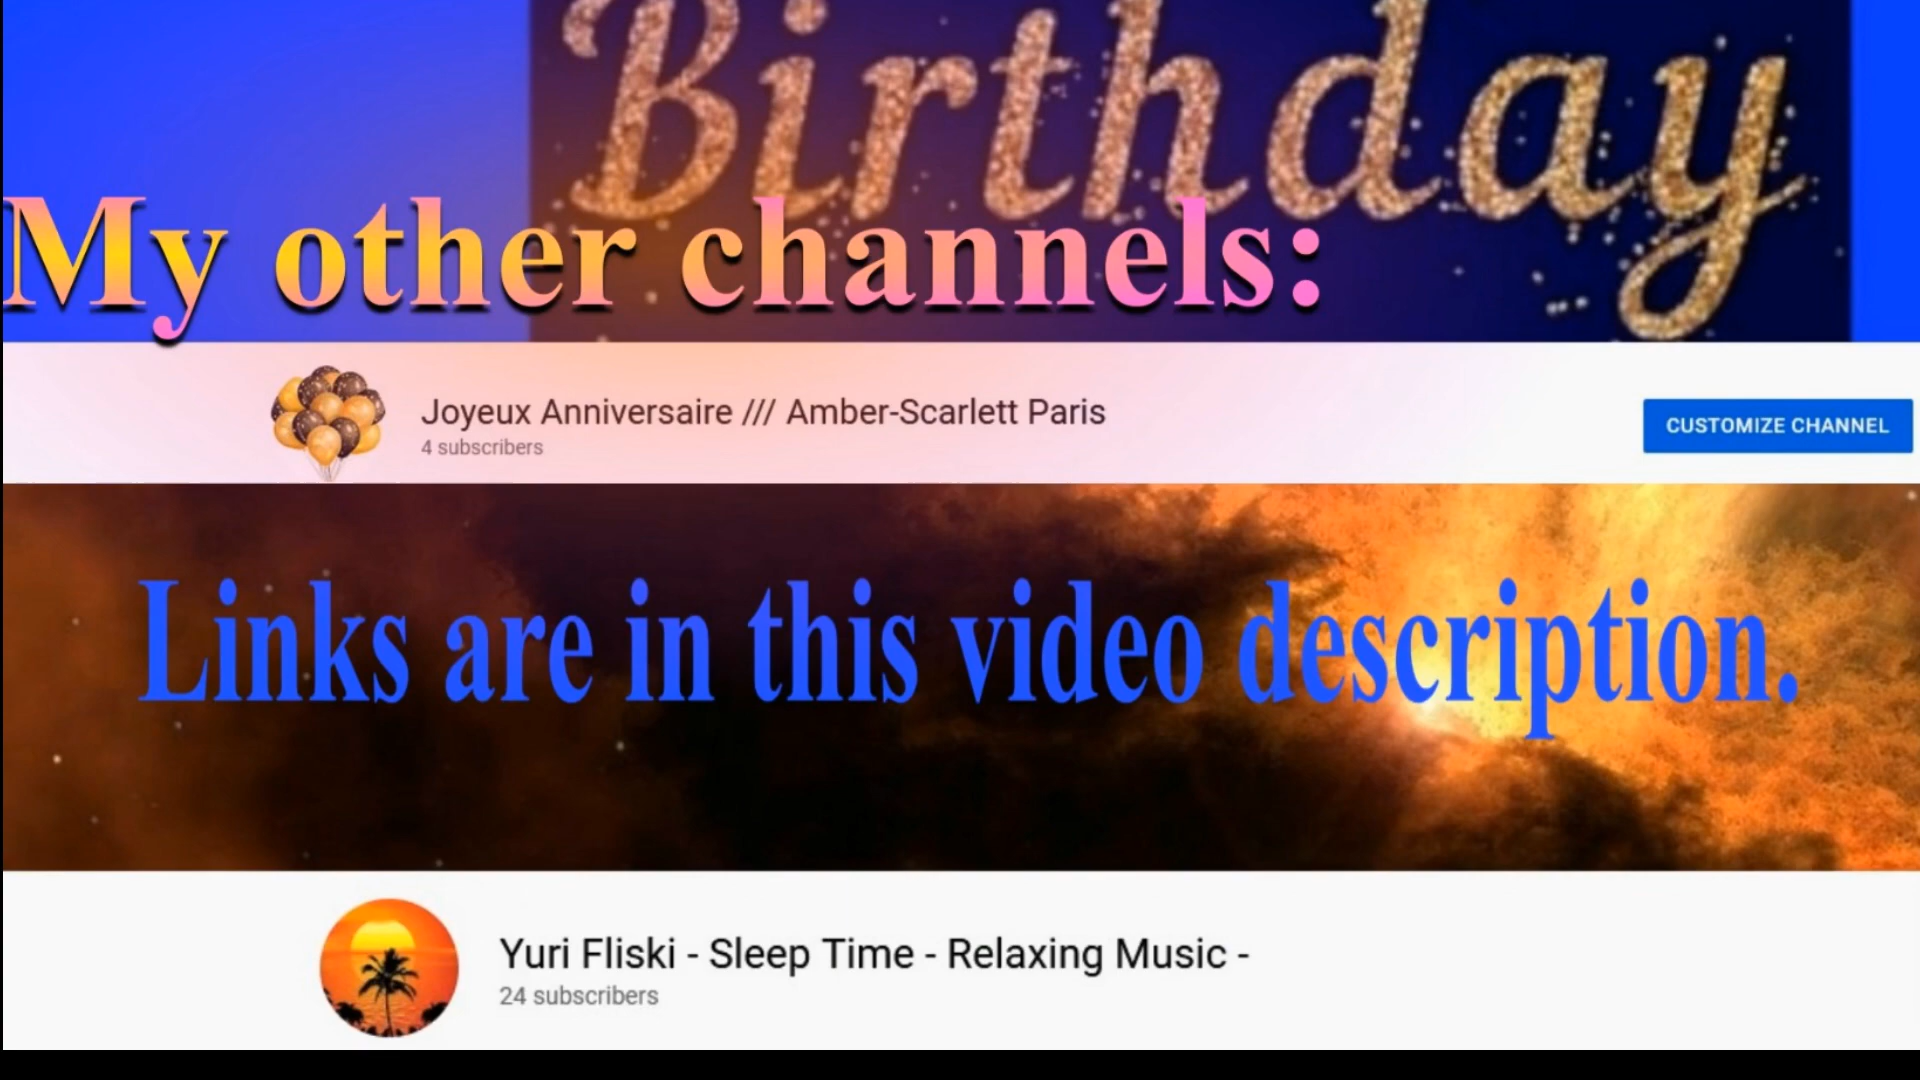 Birthday
My other channels:
Joyeux Anniversaire /// Amber-Scarlett Paris
4 subscribers
CUSTOMIZE CHANNEL
Links are in this video description.
Yuri Fliski - Sleep Time - Relaxing Music -
24 subscribers